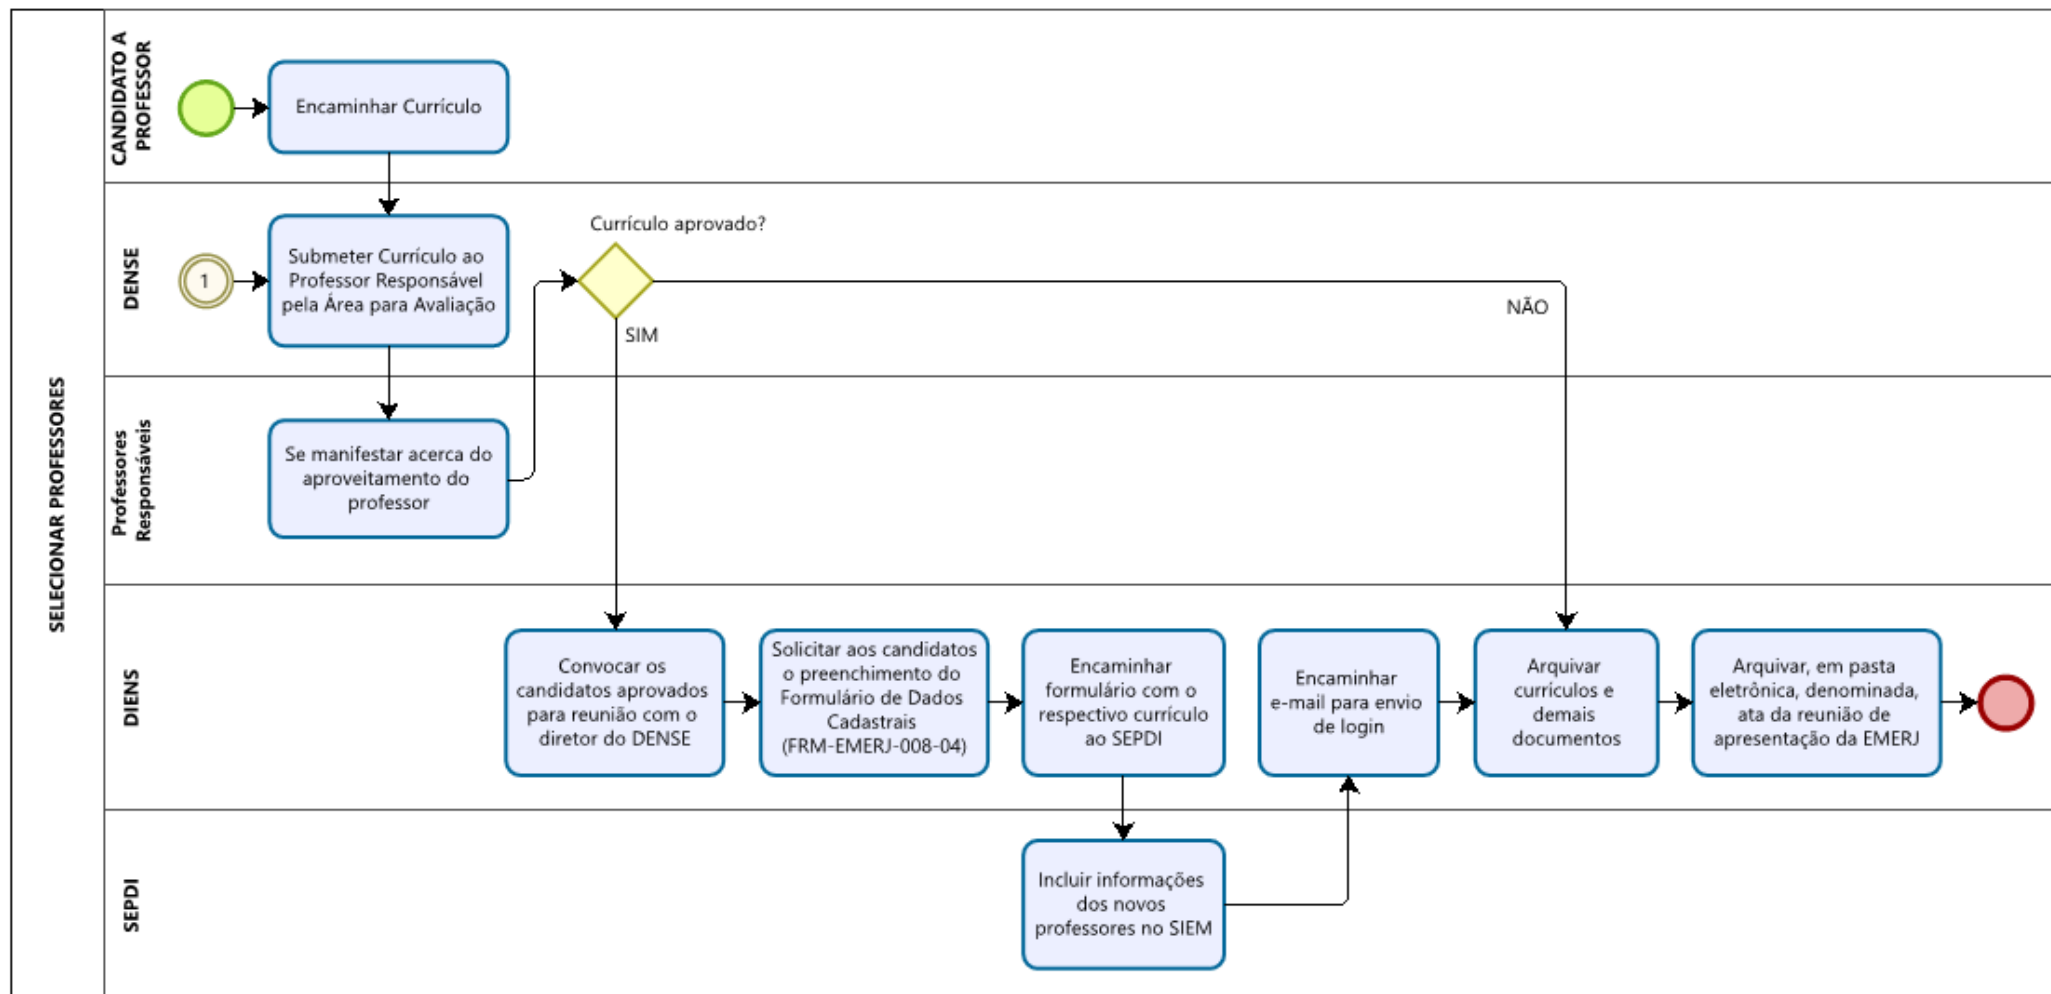 SELECIONAR PROFESSORES
CANDIDATO A
PROFESSOR
Encaminhar Currículo
DENSE
1
Submeter Currículo ao
Professor Responsável
pela Área para Avaliação
Currículo aprovado?
SIM
NÃO
Professores
Responsáveis
Se manifestar acerca do
aproveitamento do
professor
DIENS
Convocar os
candidatos aprovados
para reunião com o
diretor do DENSE
Solicitar aos candidatos
o preenchimento do
Formulário de Dados
Cadastrais
(FRM-EMERJ-008-04)
Encaminhar
formulário com o
respectivo currículo
ao SEPDI
Encaminhar
e-mail para envio
de login
Arquivar
currículos e
demais
documentos
Arquivar, em pasta
eletrônica, denominada,
ata da reunião de
apresentação da EMERJ
SEPDI
Incluir informações
dos novos
professores no SIEM